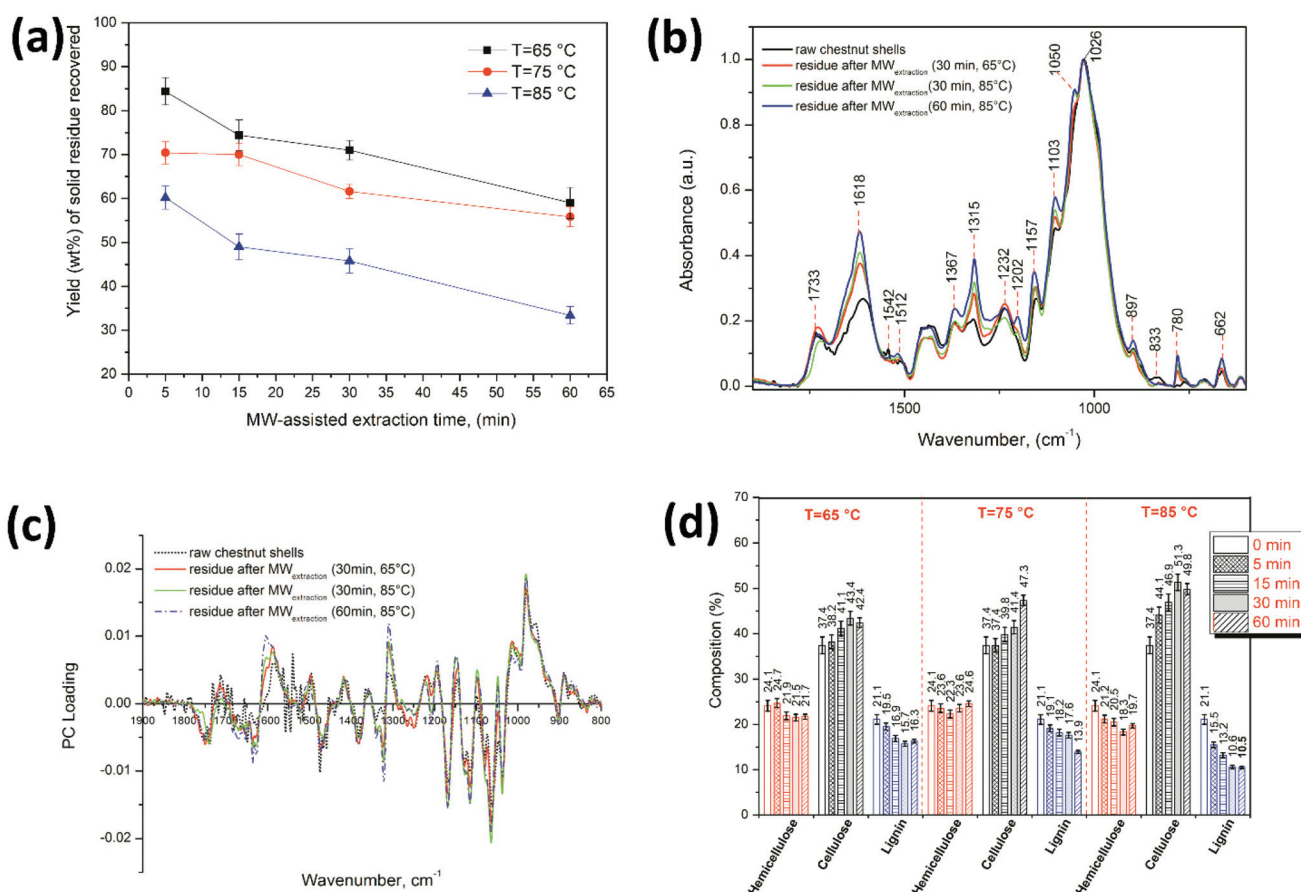 (a)
100
90
80
70
60
50
40
30
20
Yield (wt%) of solid residue recovered
T=65 °C
T=75 °C
T=85 °C
0 5 10 15 20 25 30 35 40 45 50 55 60 65
MW-assisted extraction time, (min)
(b)
raw chestnut shells
residue after MWextraction (30 min, 65°C)
residue after MWextraction (30 min, 85°C)
residue after MWextraction (60 min, 85°C)
1.0
0.8
0.6
0.4
0.2
0.0
Absorbance (a.u.)
1733
1618
1542
1512
1367
1315
1232
1202
1157
1103
1050
1026
897
833
780
662
1500 1000
Wavenumber, (cm-1)
(c)
raw chestnut shells
residue after MWextraction (30min, 65°C)
residue after MWextraction (30min, 85°C)
residue after MWextraction (60min, 85°C)
0.02
0.01
0.00
-0.01
-0.02
PC Loading
1900 1800 1700 1600 1500 1400 1300 1200 1100 1000 900 800
Wavenumber, cm-1
(d)
70
60
50
40
30
20
10
0
Composition (%)
T=65 °C T=75 °C T=85 °C
0 min
5 min
15 min
30 min
60 min
24.1 24.7 21.9 21.5 21.7
37.4 38.2 41.1 43.4 42.4
21.1 19.5 16.9 15.7 16.3
24.1 23.6 22.3 23.6 24.6
37.4 37.4 39.8 41.4 47.3
21.1 19.1 18.2 17.6 13.9
24.1 21.2 20.5 18.3 19.7
37.4 44.1 46.9 51.3 49.8
21.1 15.5 13.2 10.6 10.5
Hemicellulose Cellulose Lignin Hemicellulose Cellulose Lignin Hemicellulose Cellulose Lignin